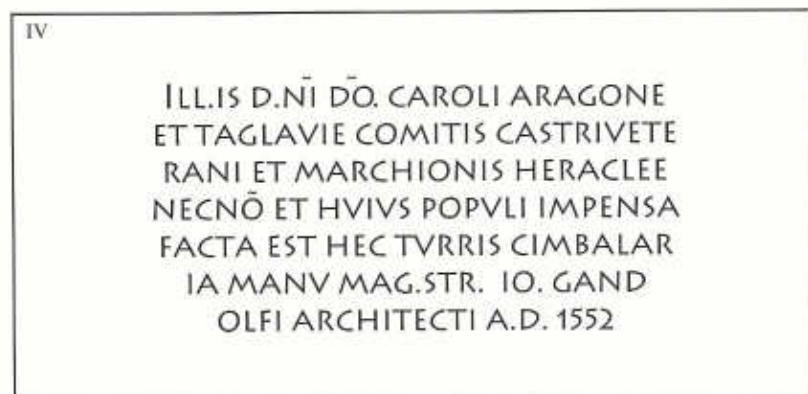 IV
ILL.IS D.NĪ DŌ. CAROLI ARAGONE
ET TAGLAVIE COMITIS CASTRIVETE
RANI ET MARCHIONIS HERACLEE
NECNÕ ET HVIVS POPVLI IMPENSA
FACTA EST HEC TVRRIS CIMBALAR
IA MANV MAG.STR. IO. GAND
OLFI ARCHITECTI A.D. 1552